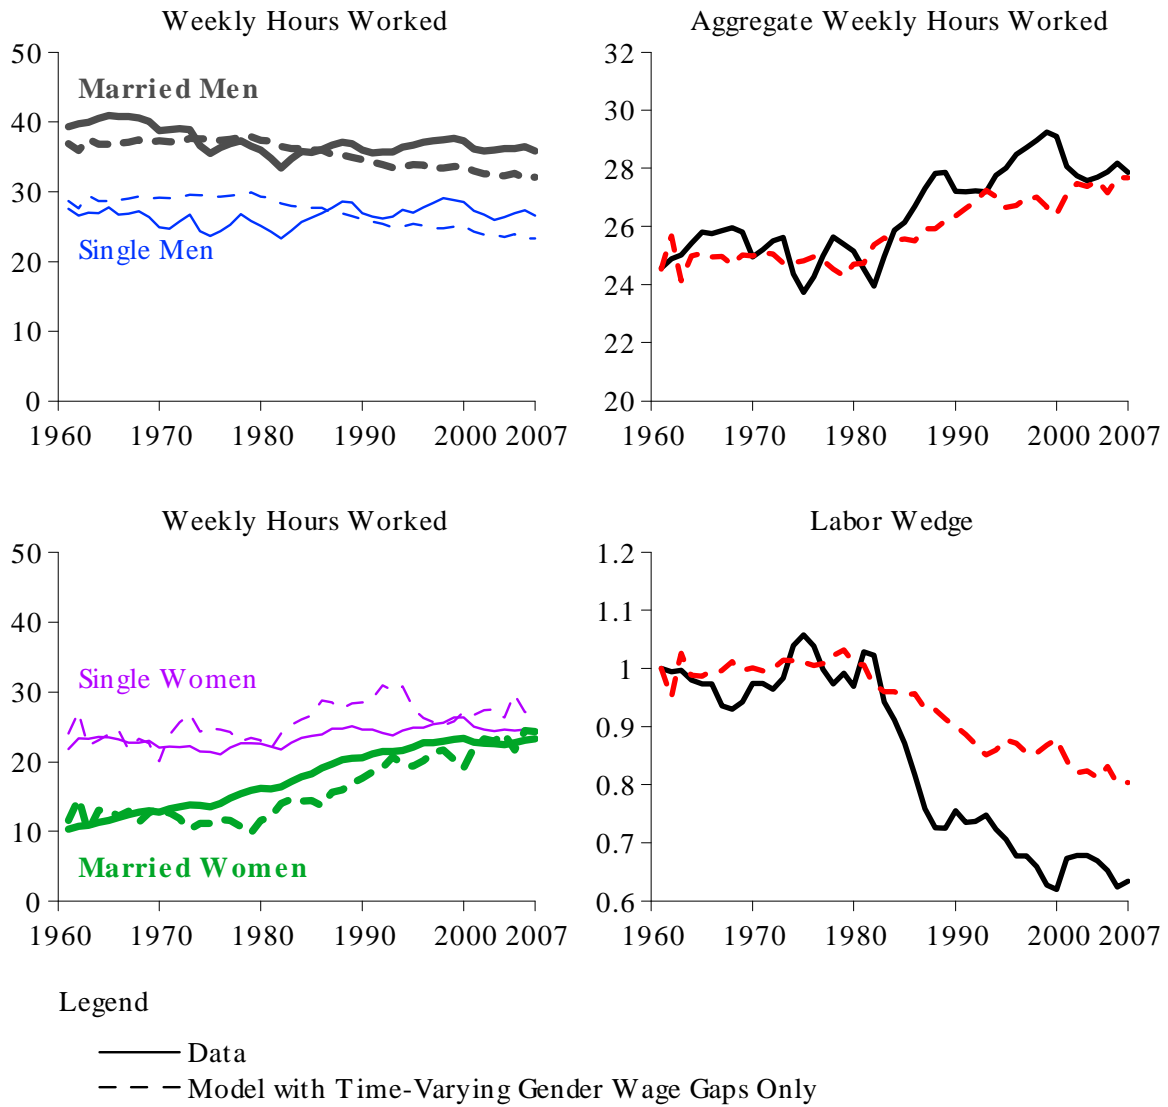 Weekly Hours Worked
50
40
30
20
10
0
Married Men
Single Men
1960 1970 1980 1990 2000 2007
Aggregate Weekly Hours Worked
32
30
28
26
24
22
20
1960 1970 1980 1990 2000 2007
Weekly Hours Worked
50
40
30
20
10
0
Single Women
Married Women
1960 1970 1980 1990 2000 2007
Labor Wedge
1.2
1.1
1
0.9
0.8
0.7
0.6
1960 1970 1980 1990 2000 2007
Legend
Data
Model with Time-Varying Gender Wage Gaps Only